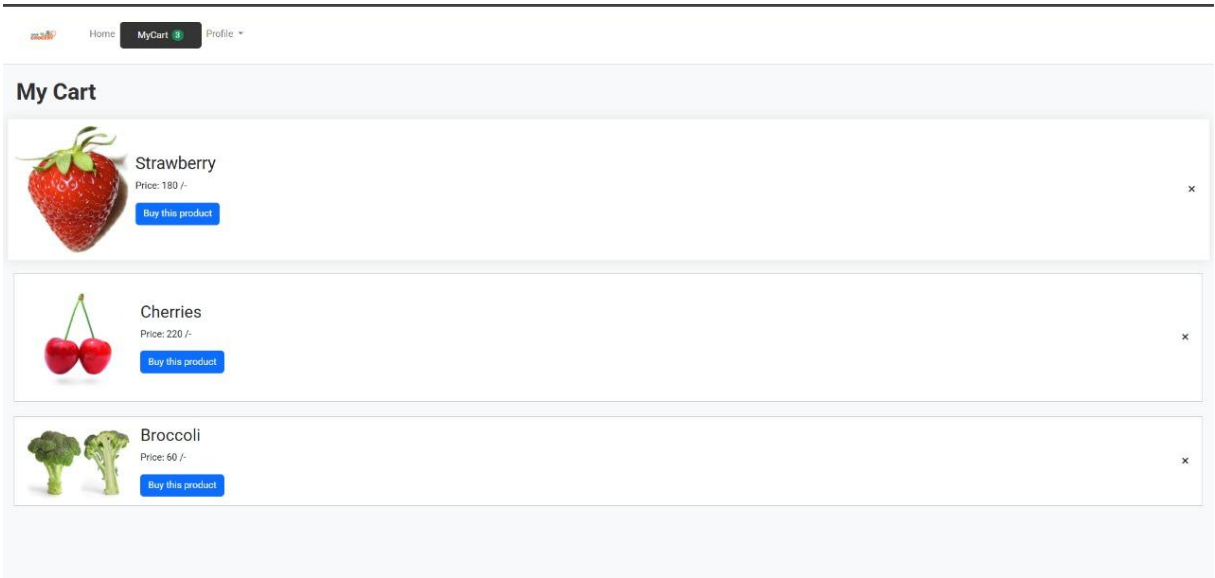 Home MyCart 3 Profile
My Cart
Strawberry
Price: 180 /-
Buy this product
×
Cherries
Price: 220 /-
Buy this product
×
Broccoli
Price: 60 /-
Buy this product
×